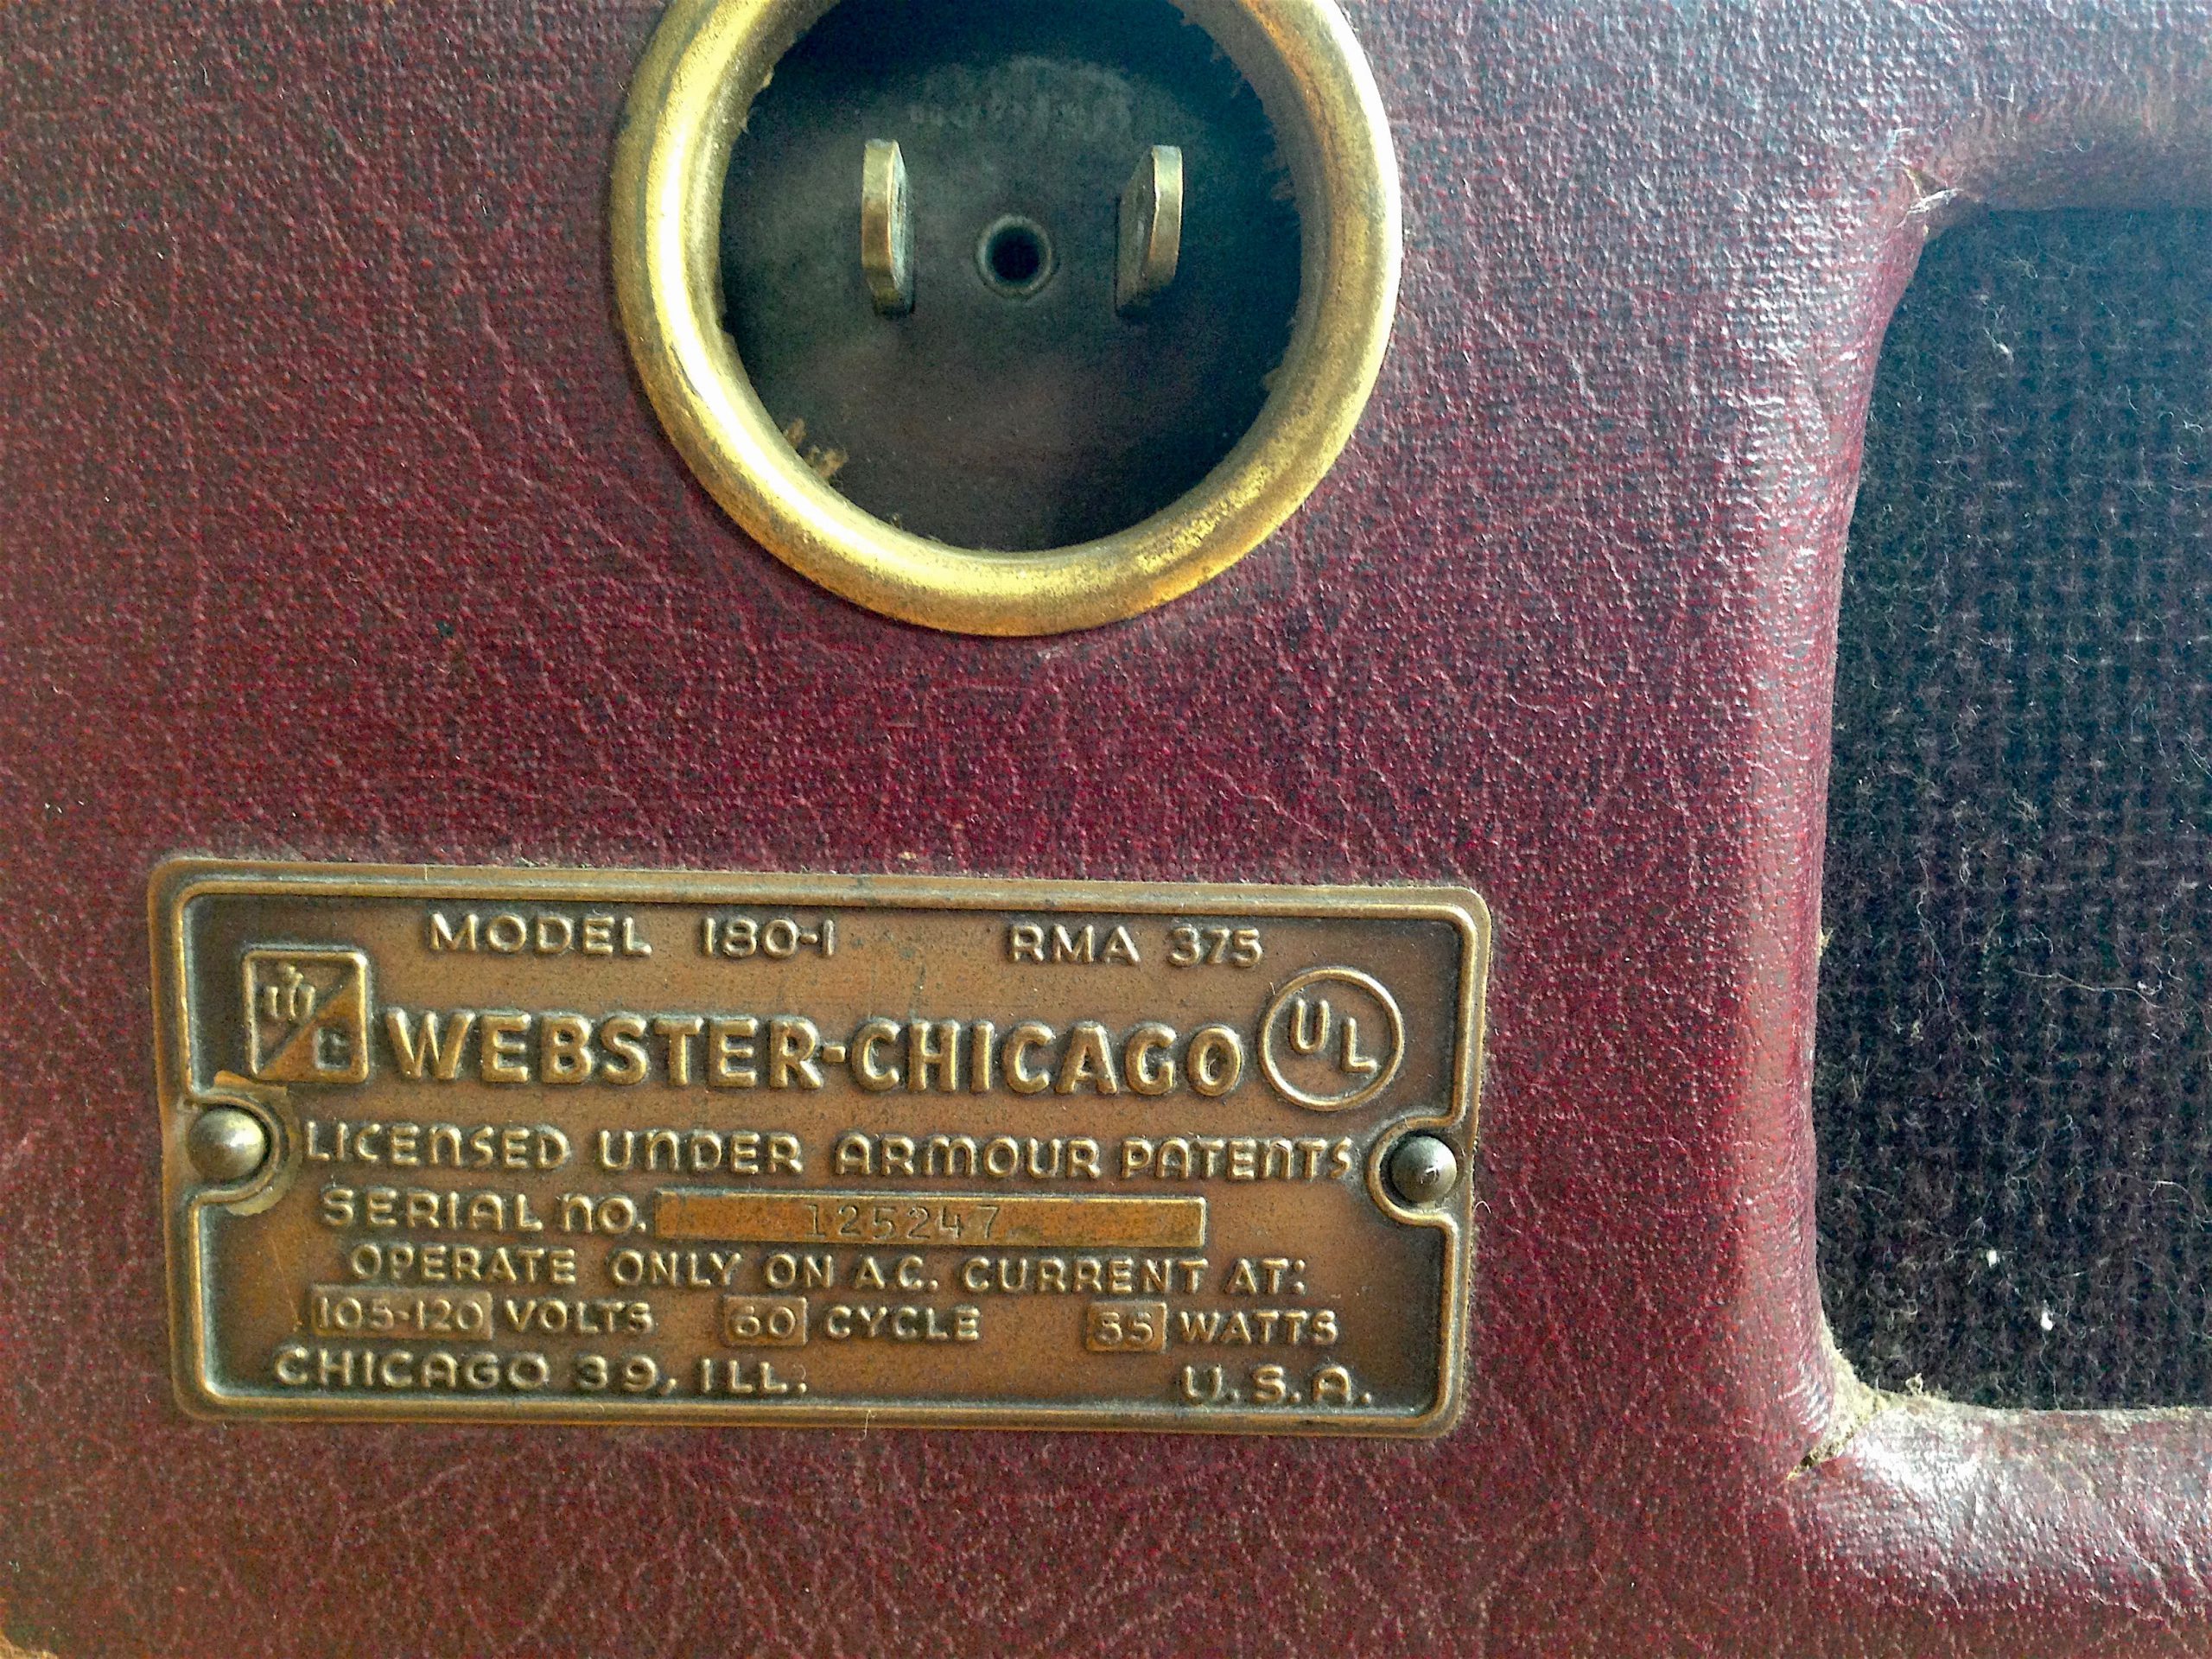 MODEL 180-1 RMA 375
W C WEBSTER-CHICAGO UL
LICENSED UNDER ARMOUR PATENTS
SERIAL NO. 125247
OPERATE ONLY ON A.C. CURRENT AT:
105-120 VOLTS 60 CYCLE 55 WATTS
CHICAGO 39, ILL. U.S.A.